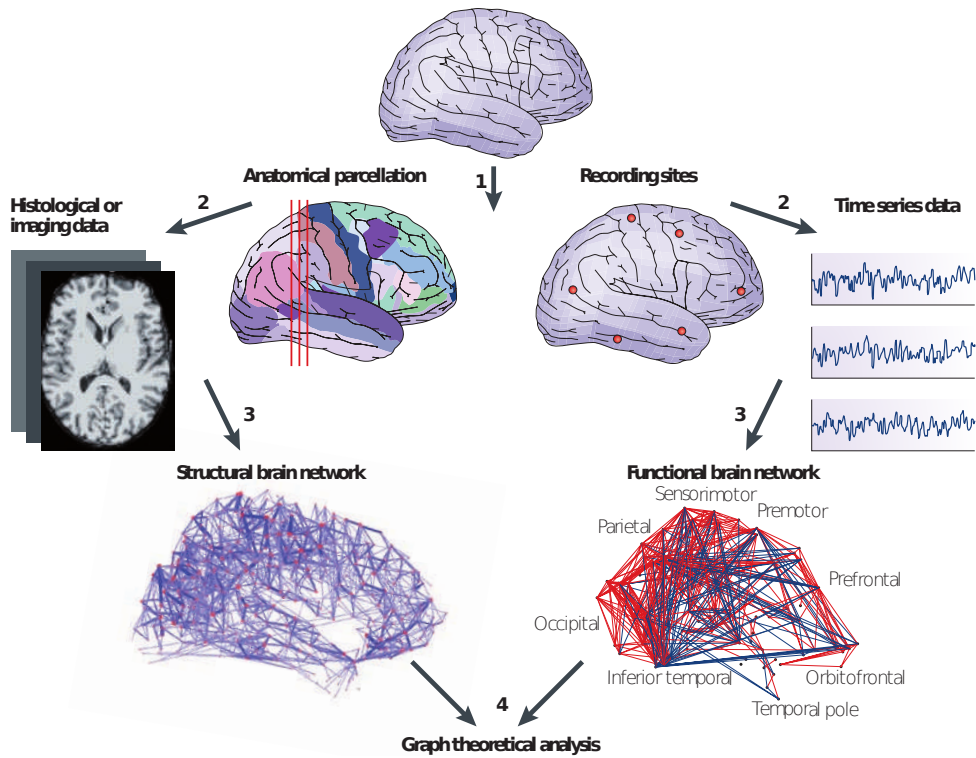 Anatomical parcellation
1
Recording sites
Histological or
imaging data
2
2
Time series data
3
3
Structural brain network
Functional brain network
Sensorimotor
Premotor
Parietal
Prefrontal
Occipital
Inferior temporal
Orbitofrontal
Temporal pole
4
Graph theoretical analysis